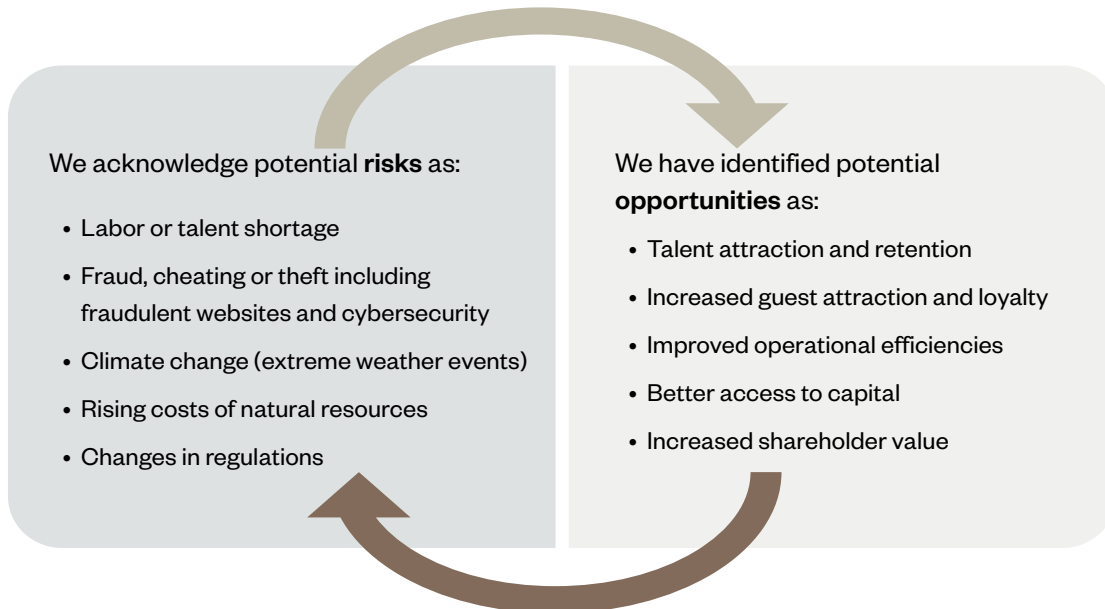 We acknowledge potential risks as:
• Labor or talent shortage
• Fraud, cheating or theft including
fraudulent websites and cybersecurity
• Climate change (extreme weather events)
• Rising costs of natural resources
• Changes in regulations
We have identified potential
opportunities as:
• Talent attraction and retention
• Increased guest attraction and loyalty
• Improved operational efficiencies
• Better access to capital
• Increased shareholder value